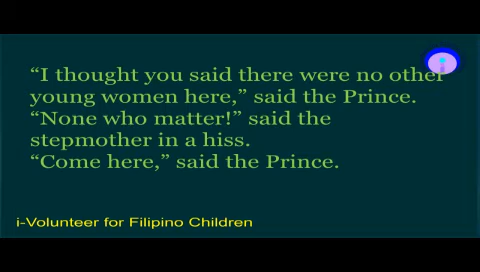 “I thought you said there were no other
young women here,” said the Prince.
“None who matter!” said the
stepmother in a hiss.
“Come here,” said the Prince.
i-Volunteer for Filipino Children